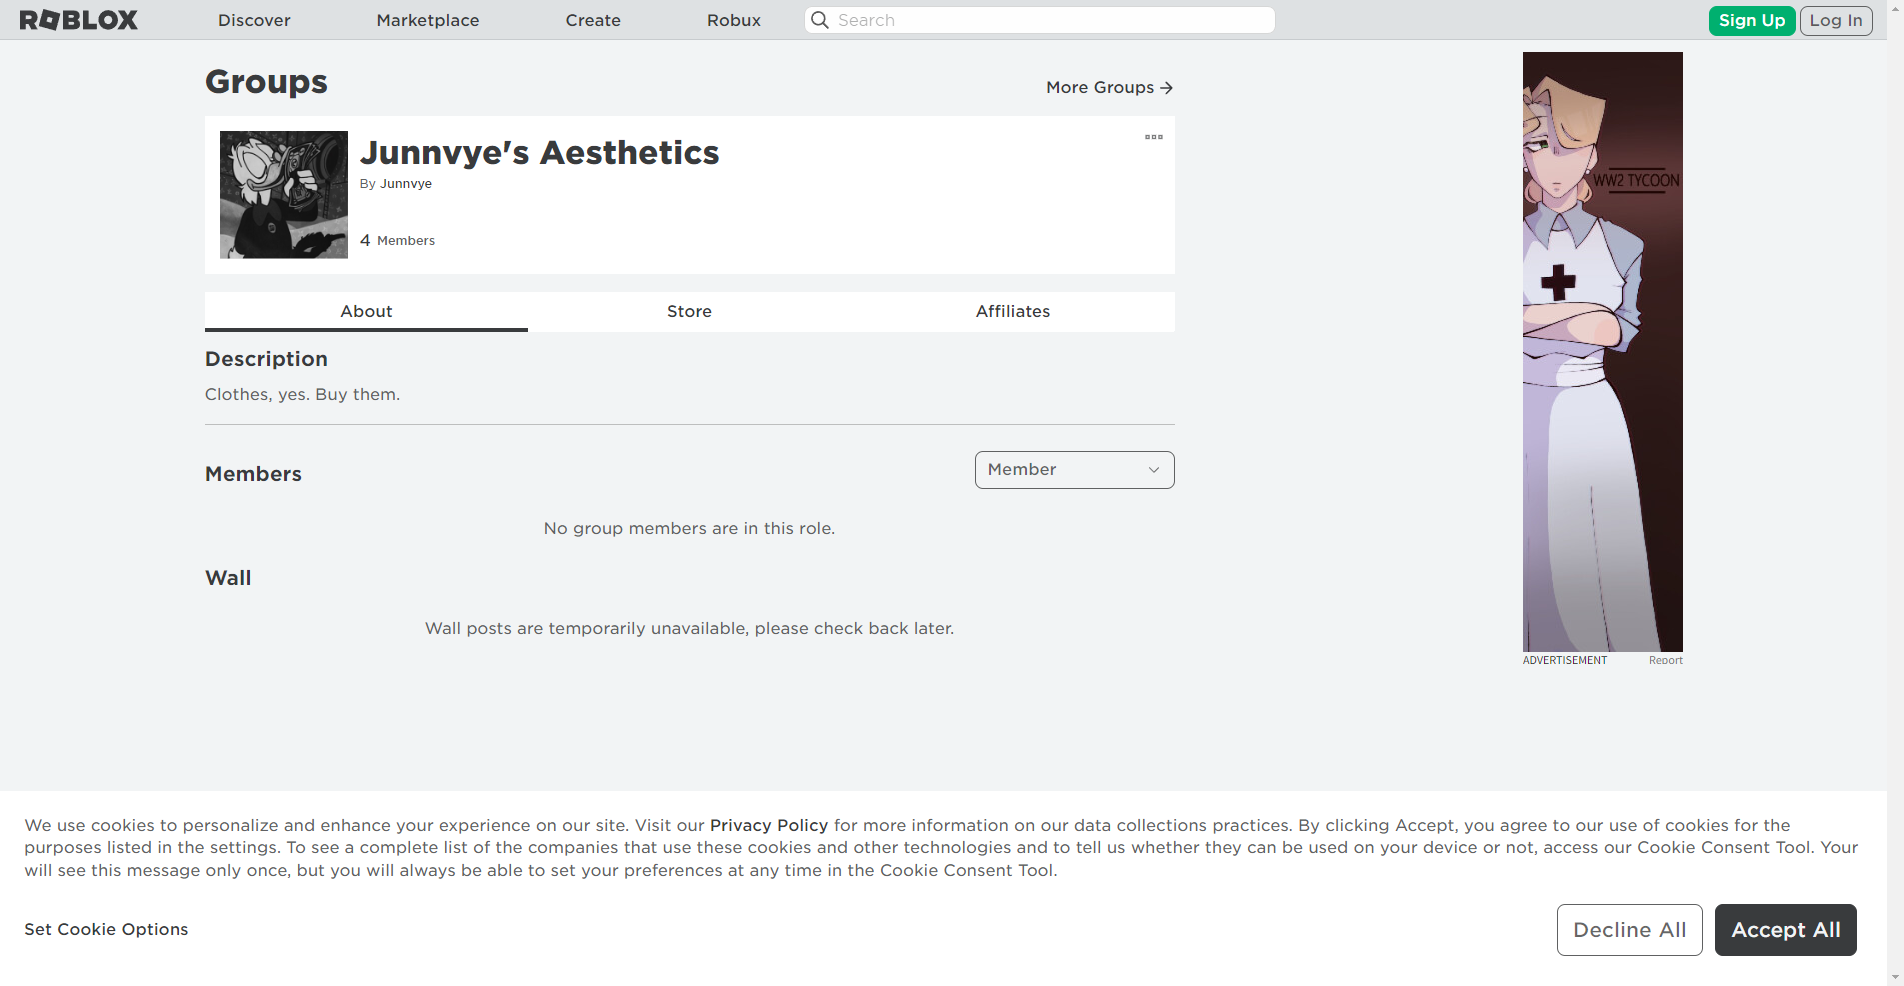 ROBLOX
Discover
Marketplace
Create
Robux
Search
Sign Up
Log In
Groups
More Groups
Junnvye's Aesthetics
By Junnvye
4 Members
About
Store
Affiliates
Description
Clothes, yes. Buy them.
Members
Member
No group members are in this role.
Wall
Wall posts are temporarily unavailable, please check back later.
WW2 TYCOON
ADVERTISEMENT
Report
We use cookies to personalize and enhance your experience on our site. Visit our Privacy Policy for more information on our data collections practices. By clicking Accept, you agree to our use of cookies for the
purposes listed in the settings. To see a complete list of the companies that use these cookies and other technologies and to tell us whether they can be used on your device or not, access our Cookie Consent Tool. Your
will see this message only once, but you will always be able to set your preferences at any time in the Cookie Consent Tool.
Set Cookie Options
Decline All
Accept All